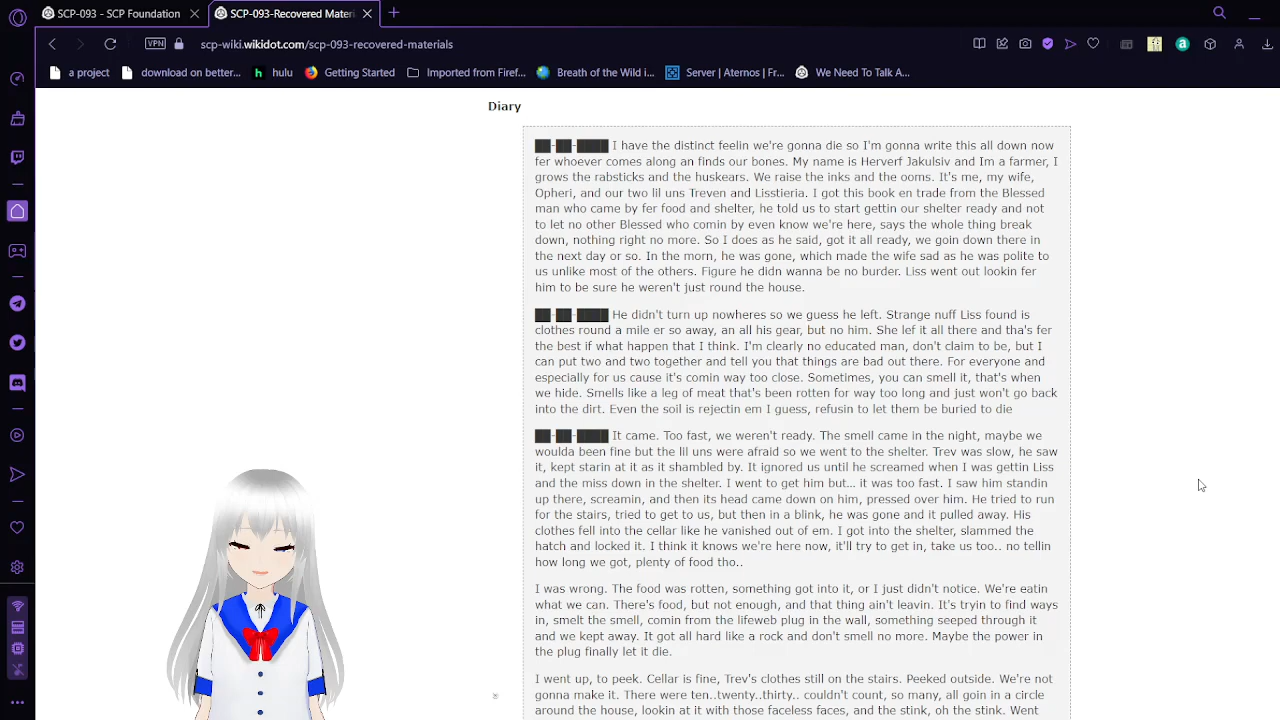 SCP-093 - SCP Foundation
SCP-093-Recovered Materi
VPN
scp-wiki.wikidot.com/scp-093-recovered-materials
a project
download on better...
hulu
Getting Started
Imported from Firef...
Breath of the Wild i...
Server | Aternos | Fr...
We Need To Talk A...
Diary
██-██-████ I have the distinct feelin we're gonna die so I'm gonna write this all down now
fer whoever comes along an finds our bones. My name is Herverf Jakulsiv and Im a farmer, I
grows the rabsticks and the huskears. We raise the inks and the ooms. It's me, my wife,
Opheri, and our two lil uns Treven and Lisstieria. I got this book en trade from the Blessed
man who came by fer food and shelter, he told us to start gettin our shelter ready and not
to let no other Blessed who comin by even know we're here, says the whole thing break
down, nothing right no more. So I does as he said, got it all ready, we goin down there in
the next day or so. In the morn, he was gone, which made the wife sad as he was polite to
us unlike most of the others. Figure he didn wanna be no burder. Liss went out lookin fer
him to be sure he weren't just round the house.
██-██-████ He didn't turn up nowheres so we guess he left. Strange nuff Liss found is
clothes round a mile er so away, an all his gear, but no him. She lef it all there and tha's fer
the best if what happen that I think. I'm clearly no educated man, don't claim to be, but I
can put two and two together and tell you that things are bad out there. For everyone and
especially for us cause it's comin way too close. Sometimes, you can smell it, that's when
we hide. Smells like a leg of meat that's been rotten for way too long and just won't go back
into the dirt. Even the soil is rejectin em I guess, refusin to let them be buried to die
██-██-████ It came. Too fast, we weren't ready. The smell came in the night, maybe we
woulda been fine but the lil uns were afraid so we went to the shelter. Trev was slow, he saw
it, kept starin at it as it shambled by. It ignored us until he screamed when I was gettin Liss
and the miss down in the shelter. I went to get him but... it was too fast. I saw him standin
up there, screamin, and then its head came down on him, pressed over him. He tried to run
for the stairs, tried to get to us, but then in a blink, he was gone and it pulled away. His
clothes fell into the cellar like he vanished out of em. I got into the shelter, slammed the
hatch and locked it. I think it knows we're here now, it'll try to get in, take us too.. no tellin
how long we got, plenty of food tho..
I was wrong. The food was rotten, something got into it, or I just didn't notice. We're eatin
what we can. There's food, but not enough, and that thing ain't leavin. It's tryin to find ways
in, smelt the smell, comin from the lifeweb plug in the wall, something seeped through it
and we kept away. It got all hard like a rock and don't smell no more. Maybe the power in
the plug finally let it die.
I went up, to peek. Cellar is fine, Trev's clothes still on the stairs. Peeked outside. We're not
gonna make it. There were ten..twenty..thirty.. couldn't count, so many, all goin in a circle
around the house, lookin at it with those faceless faces, and the stink, oh the stink. Went